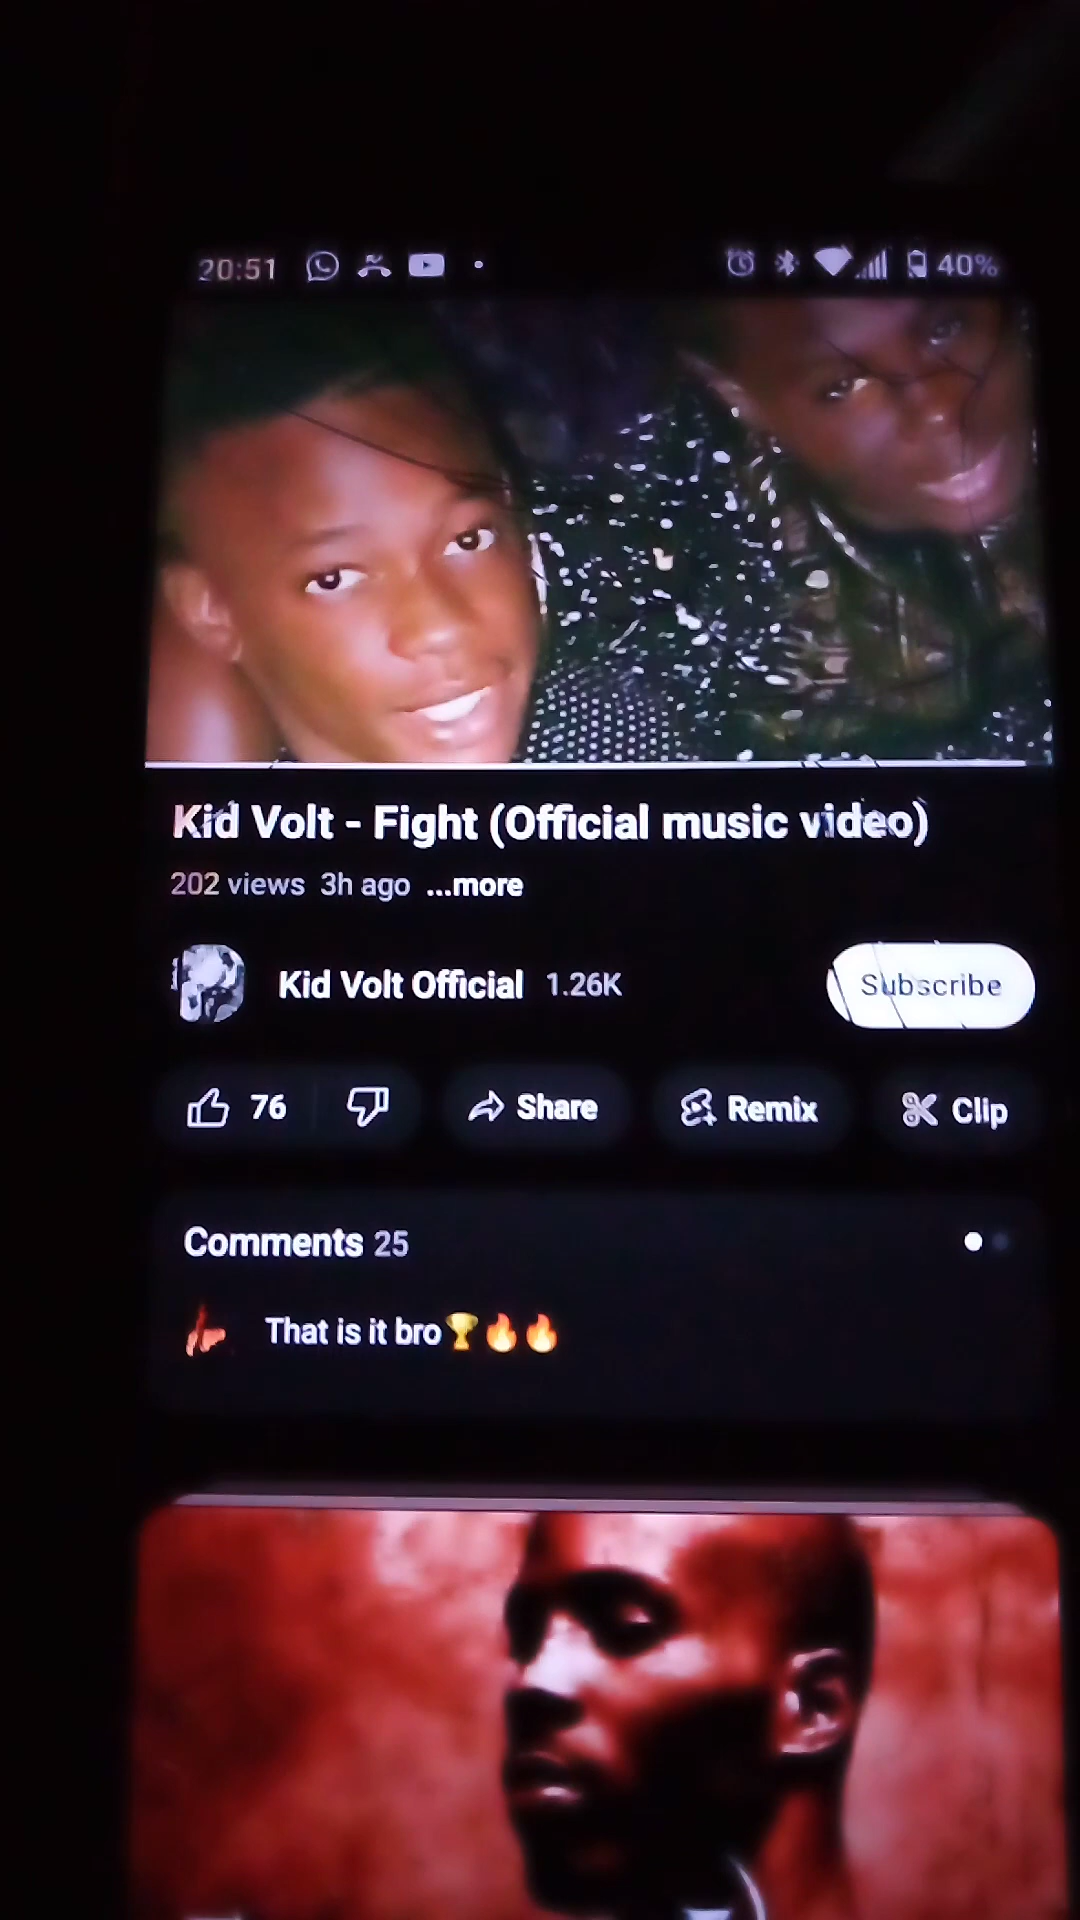 20:51 40%
Kid Volt - Fight (Official music video)
202 views 3h ago ...more
Kid Volt Official 1.26K Subscribe
76 Share Remix Clip
Comments 25
That is it bro🏆🔥🔥